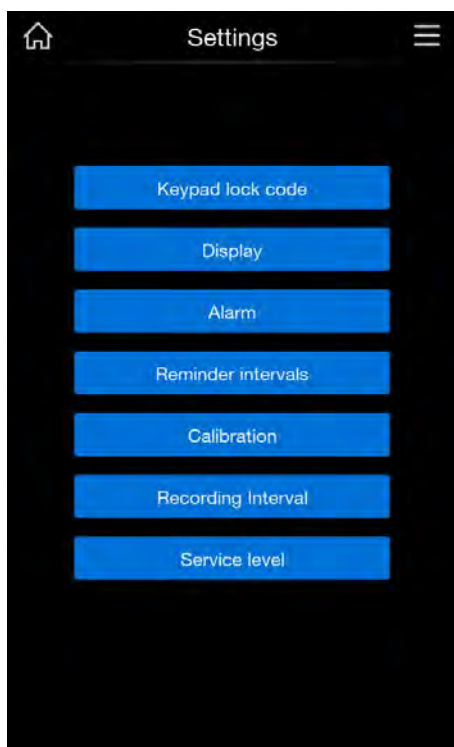 Settings
Keypad lock code
Display
Alarm
Reminder intervals
Calibration
Recording Interval
Service level